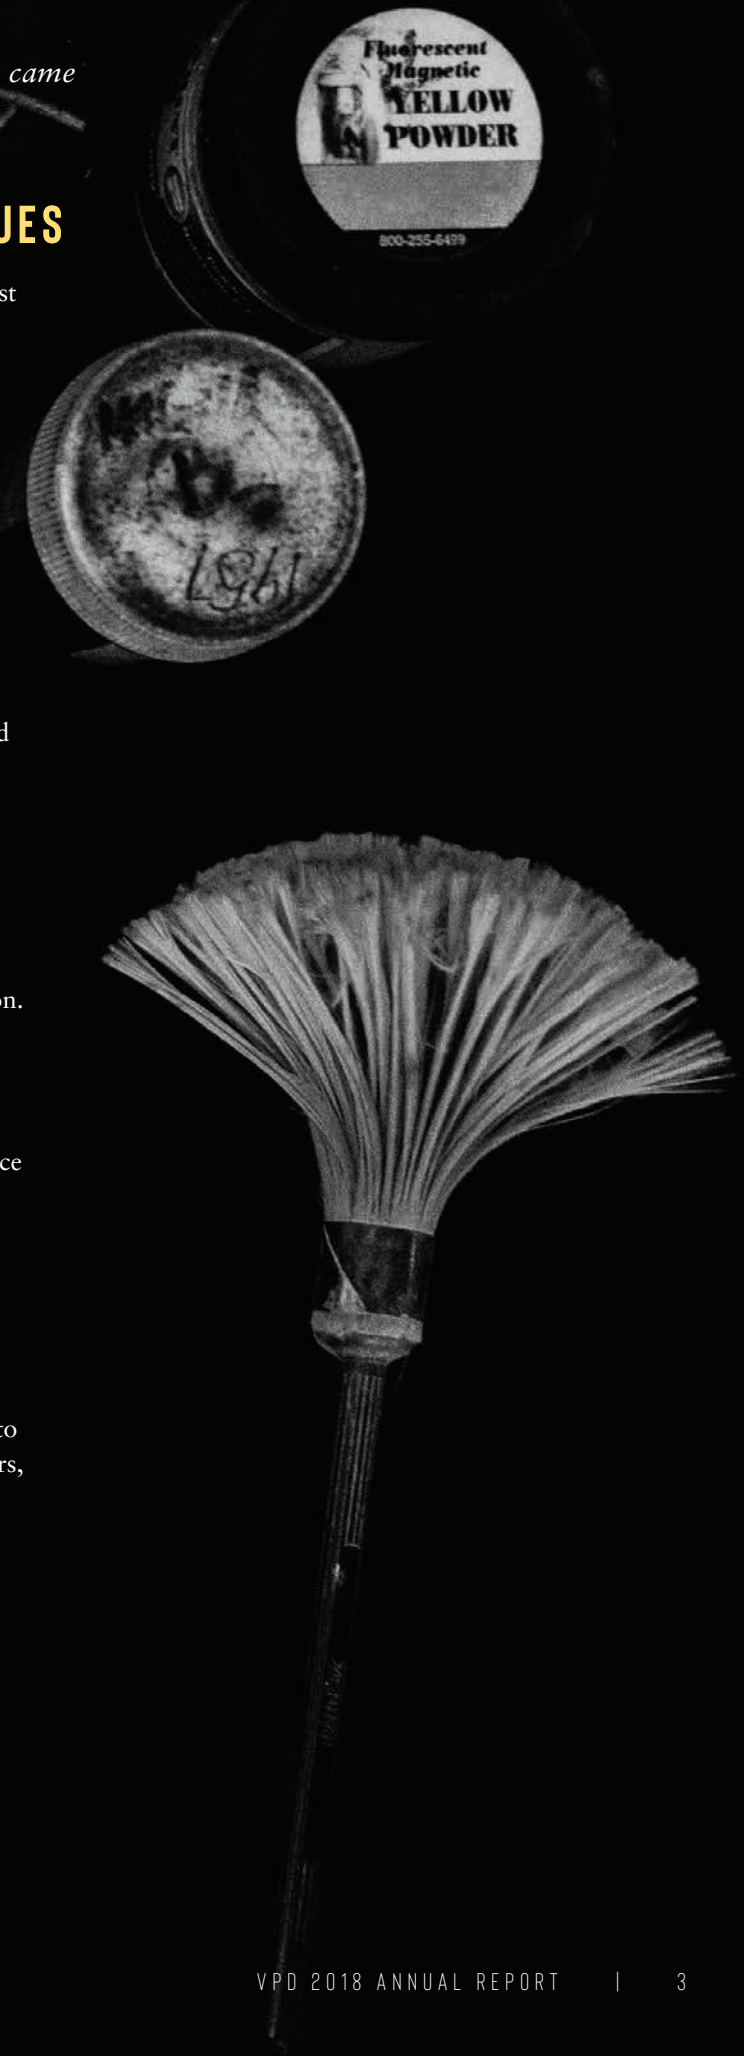 came
Fluorescent
Magnetic
YELLOW
POWDER
800-255-6499
UES
st
1957
d
on.
ce
to
rs,
VPD 2018 ANNUAL REPORT | 3